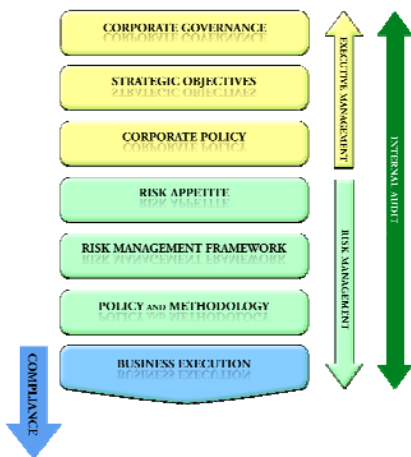 CORPORATE GOVERNANCE
STRATEGIC OBJECTIVES
CORPORATE POLICY
RISK APPETITE
RISK MANAGEMENT FRAMEWORK
POLICY AND METHODOLOGY
BUSINESS EXECUTION
EXECUTIVE MANAGEMENT
RISK MANAGEMENT
INTERNAL AUDIT
COMPLIANCE